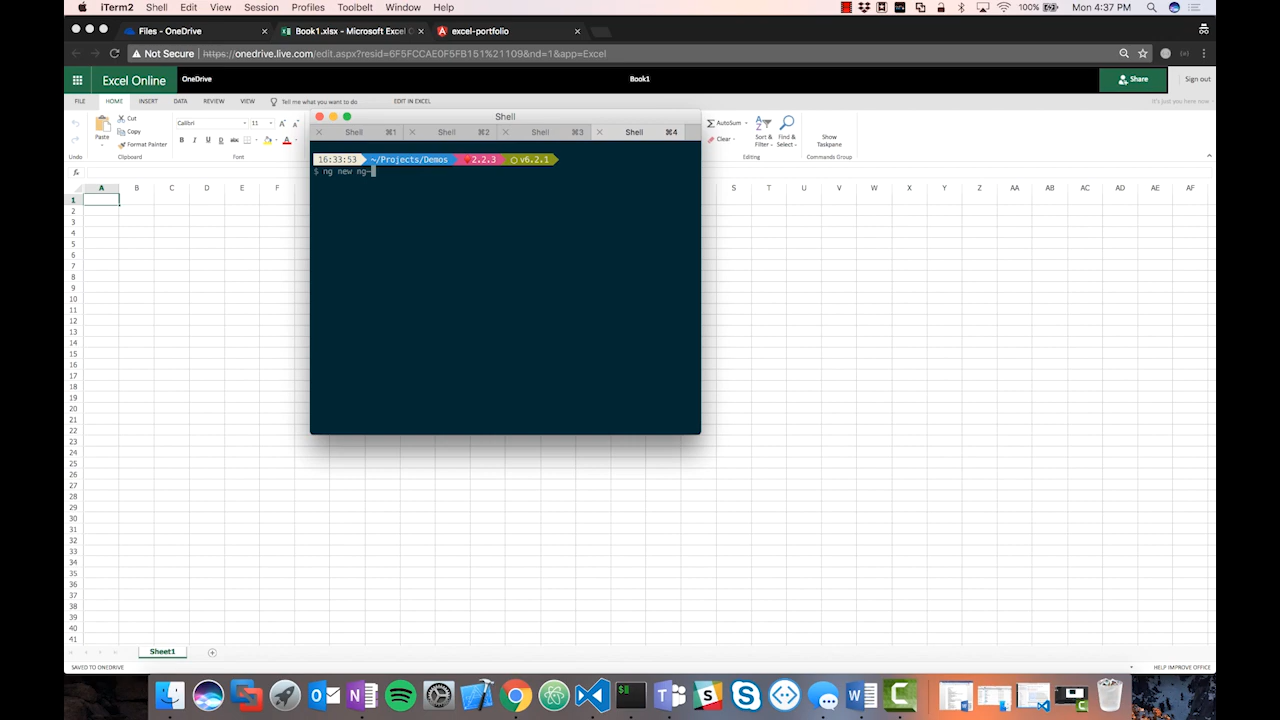 iTerm2 Shell Edit View Session Profiles Toolbelt Window Help 100% Mon 4:37 PM
Files - OneDrive Book1.xlsx - Microsoft Excel O excel-portfolio
Not Secure https://onedrive.live.com/edit.aspx?resid=6F5FCCAE0F5FB151%21109&nd=1&app=Excel
Excel Online OneDrive Book1 Share Sign out
FILE HOME INSERT DATA REVIEW VIEW Tell me what you want to do EDIT IN EXCEL It's just you here now
Undo
Paste Cut
Copy
Format Painter
Clipboard
Calibri 11
B I U D abc A
Font
AutoSum
Clear
Sort & Filter
Find & Select
Editing
Show Taskpane
Commands Group
Shell
Shell ⌘1 Shell ⌘2 Shell ⌘3 Shell ⌘4
16:33:53 ~/Projects/Demos 2.2.3 v6.2.1
$ ng new ng-
fx
A B C D E F S T U V W X Y Z AA AB AC AD AE AF
1
2
3
4
5
6
7
8
9
10
11
12
13
14
15
16
17
18
19
20
21
22
23
24
25
26
27
28
29
30
31
32
33
34
35
36
37
38
39
40
41
Sheet1
SAVED TO ONEDRIVE HELP IMPROVE OFFICE